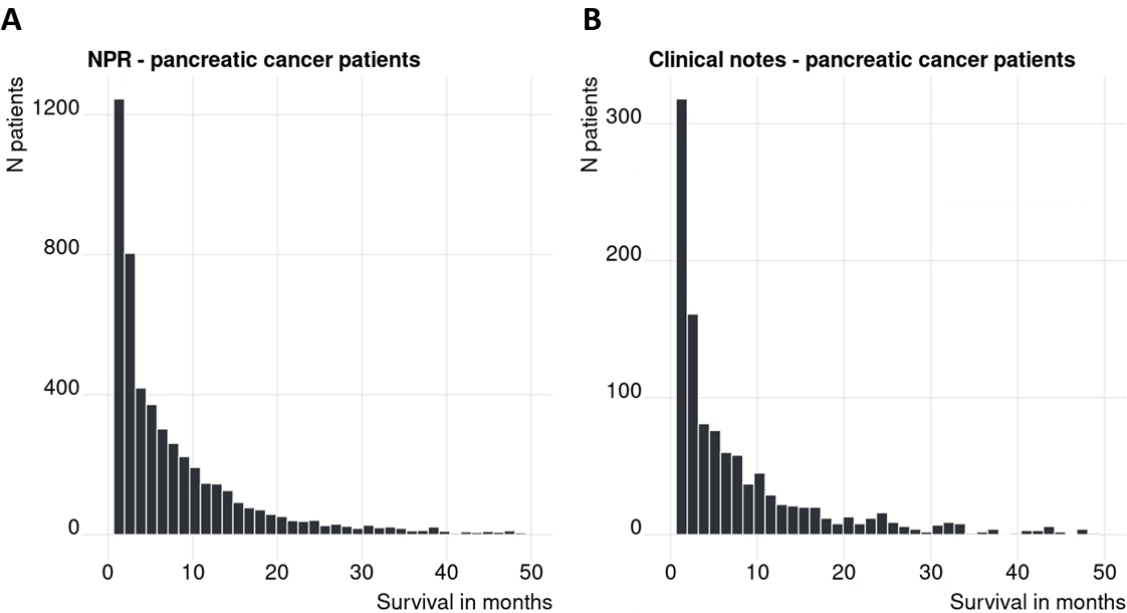 A
NPR - pancreatic cancer patients
N patients
1200
800
400
0
0 10 20 30 40 50
Survival in months
B
Clinical notes - pancreatic cancer patients
N patients
300
200
100
0
0 10 20 30 40 50
Survival in months